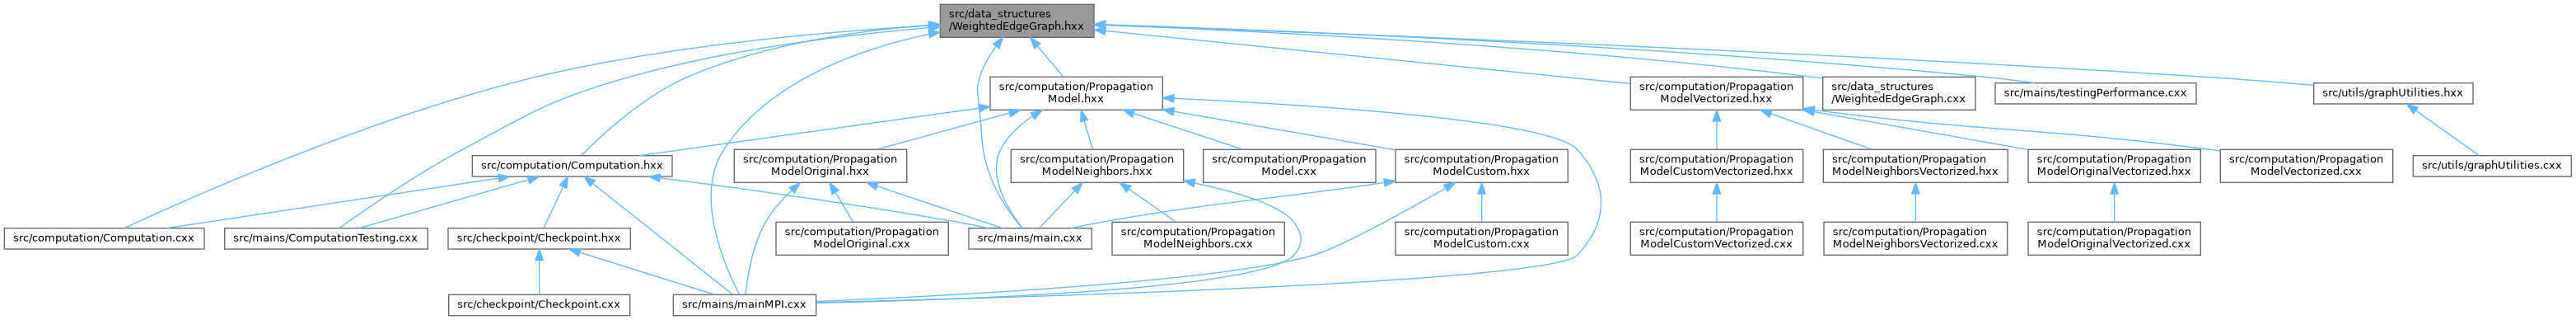 src/data_structures
/WeightedEdgeGraph.hxx
src/computation/Propagation
Model.hxx
src/computation/Propagation
ModelVectorized.hxx
src/data_structures
/WeightedEdgeGraph.cxx
src/mains/testingPerformance.cxx
src/utils/graphUtilities.hxx
src/computation/Computation.hxx
src/computation/Propagation
ModelOriginal.hxx
src/computation/Propagation
ModelNeighbors.hxx
src/computation/Propagation
Model.cxx
src/computation/Propagation
ModelCustom.hxx
src/computation/Propagation
ModelCustomVectorized.hxx
src/computation/Propagation
ModelNeighborsVectorized.hxx
src/computation/Propagation
ModelOriginalVectorized.hxx
src/computation/Propagation
ModelVectorized.cxx
src/utils/graphUtilities.cxx
src/computation/Computation.cxx
src/mains/ComputationTesting.cxx
src/checkpoint/Checkpoint.hxx
src/computation/Propagation
ModelOriginal.cxx
src/mains/main.cxx
src/computation/Propagation
ModelNeighbors.cxx
src/computation/Propagation
ModelCustom.cxx
src/computation/Propagation
ModelCustomVectorized.cxx
src/computation/Propagation
ModelNeighborsVectorized.cxx
src/computation/Propagation
ModelOriginalVectorized.cxx
src/checkpoint/Checkpoint.cxx
src/mains/mainMPI.cxx